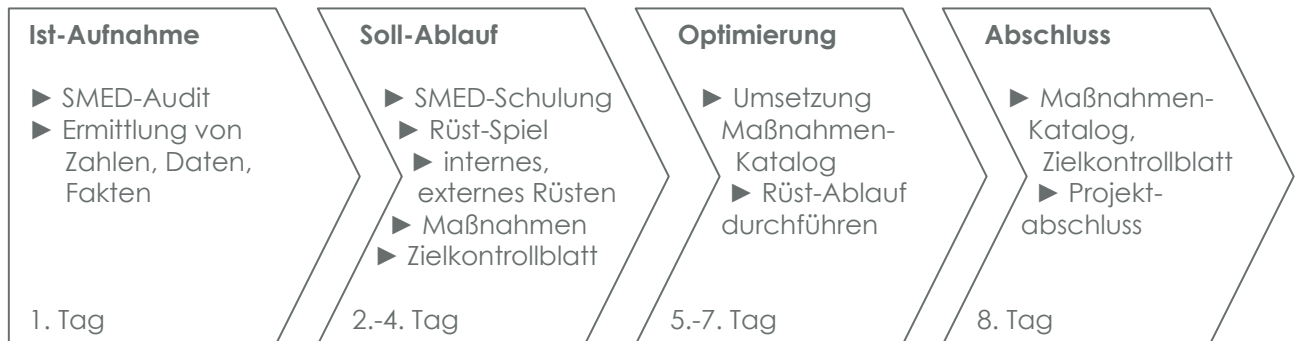 Ist-Aufnahme
► SMED-Audit
► Ermittlung von
Zahlen, Daten,
Fakten
1. Tag
Soll-Ablauf
► SMED-Schulung
► Rüst-Spiel
► internes,
externes Rüsten
► Maßnahmen
► Zielkontrollblatt
2.-4. Tag
Optimierung
► Umsetzung
Maßnahmen-
Katalog
► Rüst-Ablauf
durchführen
5.-7. Tag
Abschluss
► Maßnahmen-
Katalog,
Zielkontrollblatt
► Projekt-
abschluss
8. Tag